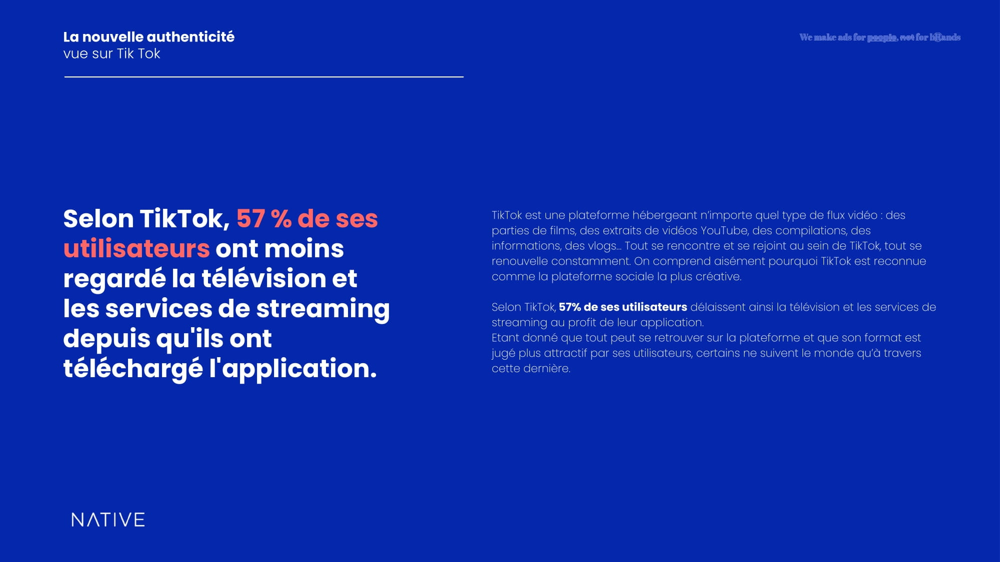 La nouvelle authenticité
vue sur Tik Tok
We make ads for people, not for bRands
Selon TikTok, 57 % de ses
utilisateurs ont moins
regardé la télévision et
les services de streaming
depuis qu'ils ont
téléchargé l'application.
TikTok est une plateforme hébergeant n’importe quel type de flux vidéo : des
parties de films, des extraits de vidéos YouTube, des compilations, des
informations, des vlogs... Tout se rencontre et se rejoint au sein de TikTok, tout se
renouvelle constamment. On comprend aisément pourquoi TikTok est reconnue
comme la plateforme sociale la plus créative.
Selon TikTok, 57% de ses utilisateurs délaissent ainsi la télévision et les services de
streaming au profit de leur application.
Etant donné que tout peut se retrouver sur la plateforme et que son format est
jugé plus attractif par ses utilisateurs, certains ne suivent le monde qu’à travers
cette dernière.
NATIVE